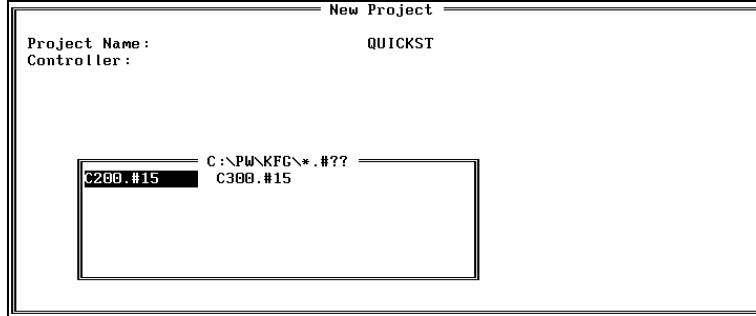 New Project
Project Name: QUICKST
Controller:
C:\PW\KFG\*.#??
C200.#15 C300.#15